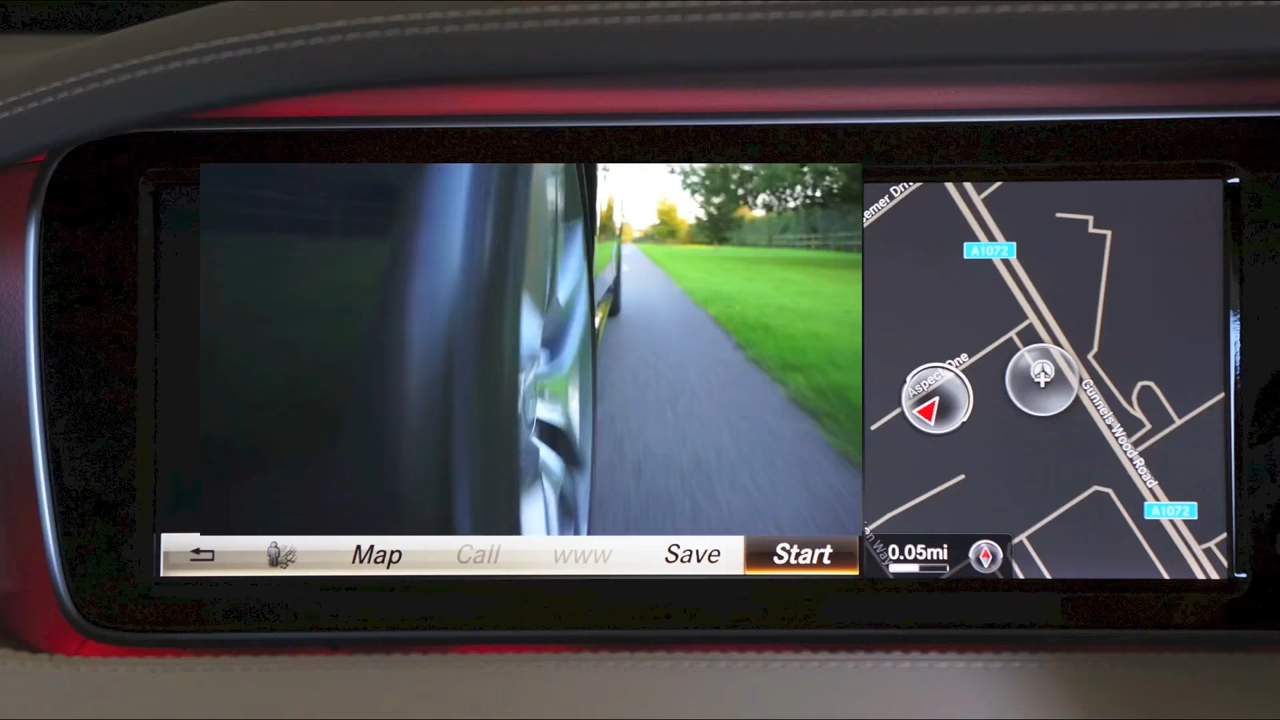 Map
Call
www
Save
Start
A1072
Aspect One
Gunnels Wood Road
A1072
0.05mi